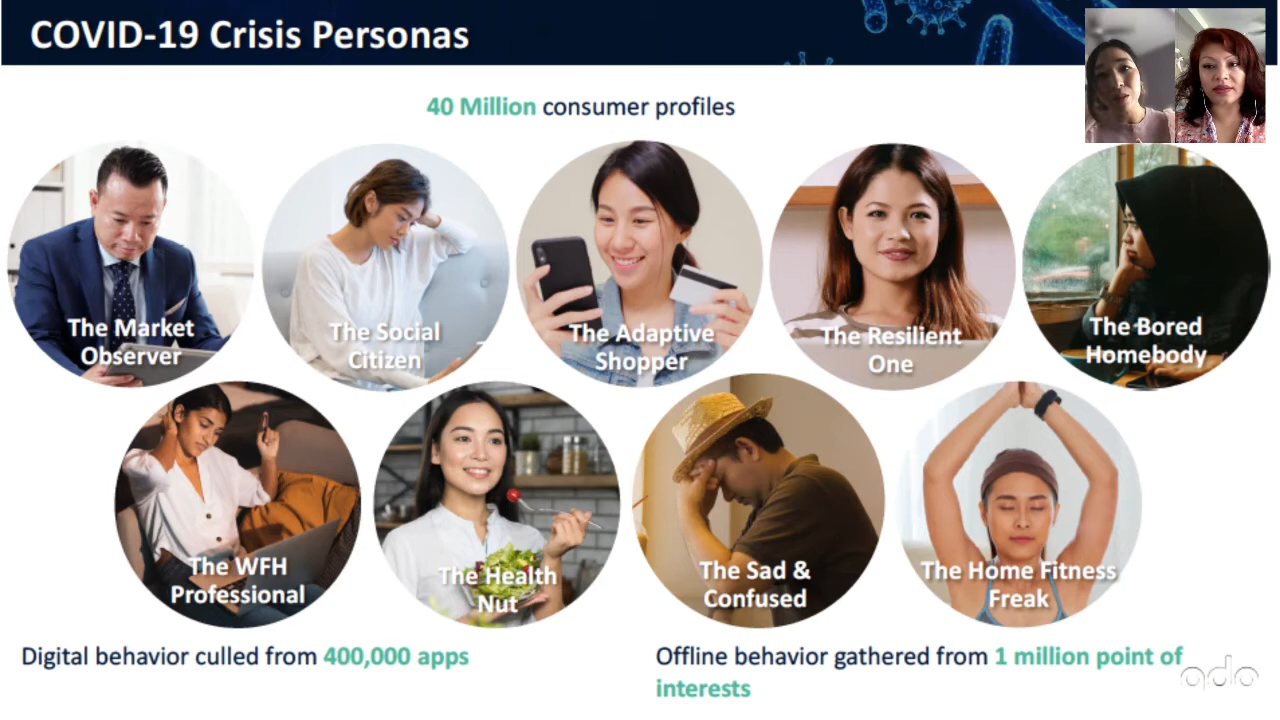 COVID-19 Crisis Personas
40 Million consumer profiles
The Market
Observer
The Social
Citizen
The Adaptive
Shopper
The Resilient
One
The Bored
Homebody
The WFH
Professional
The Health
Nut
The Sad &
Confused
The Home Fitness
Freak
Digital behavior culled from 400,000 apps
Offline behavior gathered from 1 million point of
interests
ada